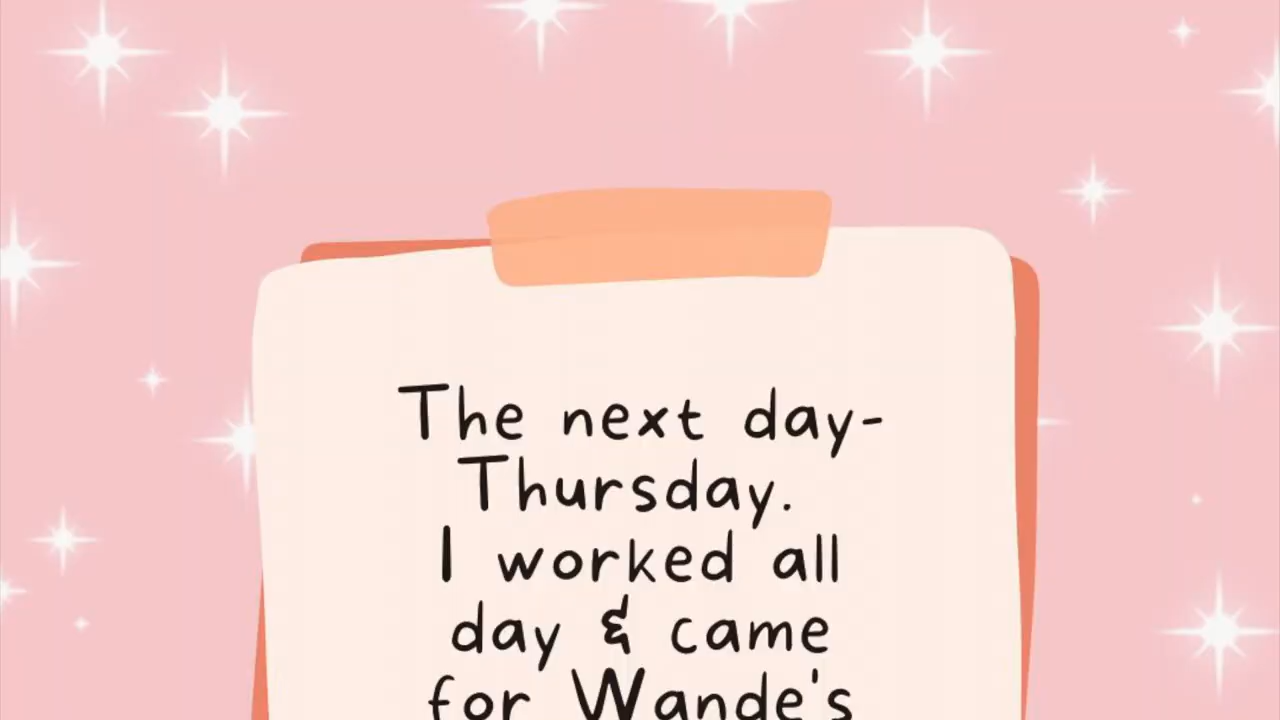 The next day-
Thursday.
I worked all
day & came
for Wande's